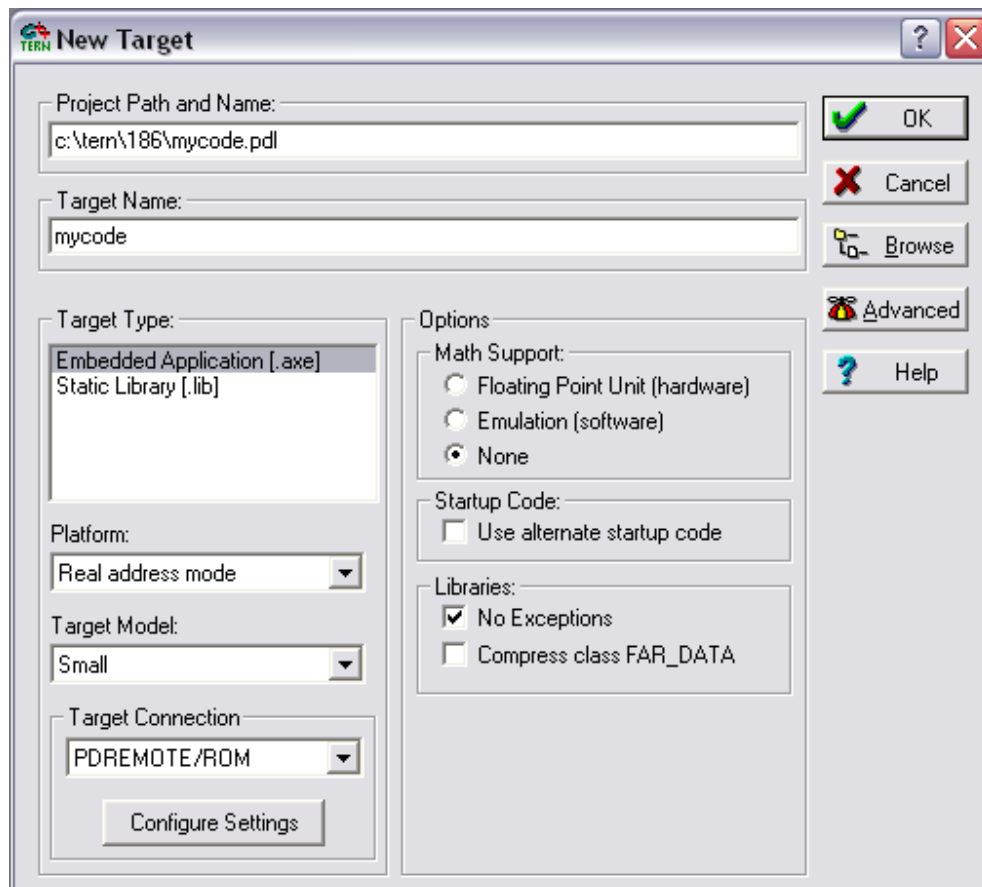 TERN New Target
Project Path and Name:
c:\tern\186\mycode.pdl
OK
Cancel
Target Name:
mycode
Browse
Advanced
Help
Target Type:
Embedded Application [.axe]
Static Library [.lib]
Platform:
Real address mode
Target Model:
Small
Target Connection
PDREMOTE/ROM
Configure Settings
Options
Math Support:
Floating Point Unit (hardware)
Emulation (software)
None
Startup Code:
Use alternate startup code
Libraries:
No Exceptions
Compress class FAR_DATA